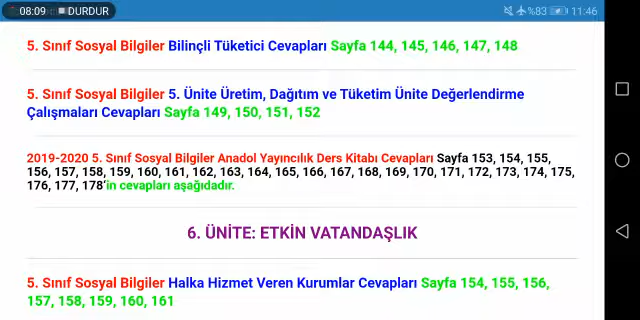 08:09 DURDUR
%83 11:46
5. Sınıf Sosyal Bilgiler Bilinçli Tüketici Cevapları Sayfa 144, 145, 146, 147, 148
5. Sınıf Sosyal Bilgiler 5. Ünite Üretim, Dağıtım ve Tüketim Ünite Değerlendirme
Çalışmaları Cevapları Sayfa 149, 150, 151, 152
2019-2020 5. Sınıf Sosyal Bilgiler Anadol Yayıncılık Ders Kitabı Cevapları Sayfa 153, 154, 155,
156, 157, 158, 159, 160, 161, 162, 163, 164, 165, 166, 167, 168, 169, 170, 171, 172, 173, 174, 175,
176, 177, 178'in cevapları aşağıdadır.
6. ÜNİTE: ETKİN VATANDAŞLIK
5. Sınıf Sosyal Bilgiler Halka Hizmet Veren Kurumlar Cevapları Sayfa 154, 155, 156,
157, 158, 159, 160, 161